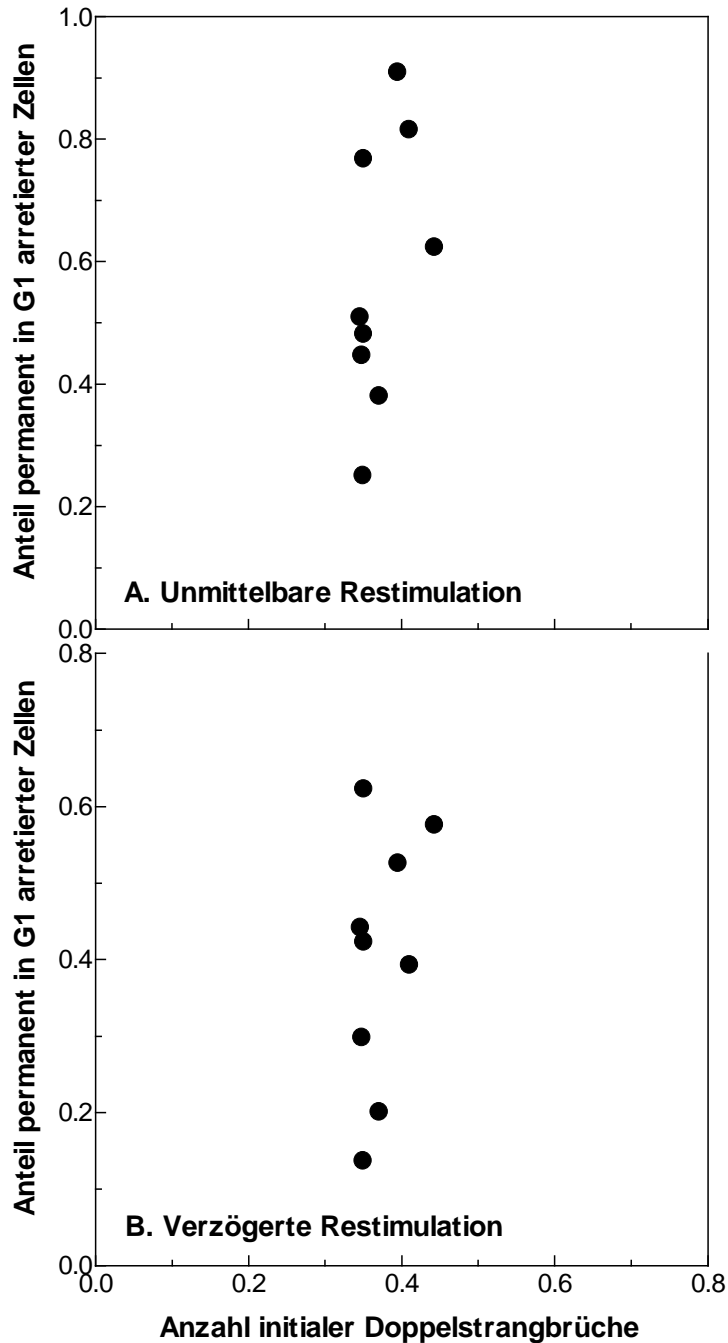 1.0
0.8
0.6
0.4
0.2
0.0
Anteil permanent in G1 arretierter Zellen
A. Unmittelbare Restimulation
0.8
0.6
0.4
0.2
0.0
Anteil permanent in G1 arretierter Zellen
B. Verzögerte Restimulation
0.0 0.2 0.4 0.6 0.8
Anzahl initialer Doppelstrangbrüche